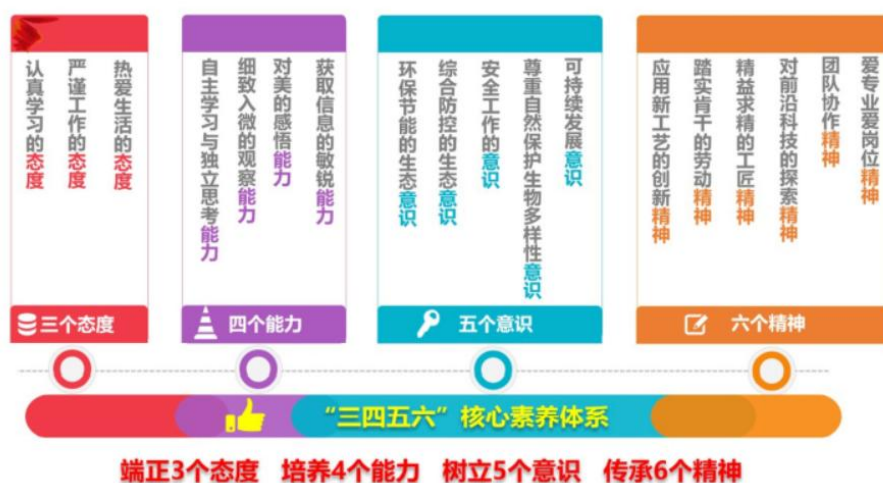 认真学习的态度
严谨工作的态度
热爱生活的态度
三个态度
自主学习与独立思考能力
细致入微的观察能力
对美的感悟能力
获取信息的敏锐能力
四个能力
环保节能的生态意识
综合防控的生态意识
安全工作的意识
尊重自然保护生物多样性意识
可持续发展意识
五个意识
应用新工艺的创新精神
踏实肯干的劳动精神
精益求精的工匠精神
对前沿科技的探索精神
团队协作精神
爱专业爱岗位精神
六个精神
“三四五六”核心素养体系
端正3个态度 培养4个能力 树立5个意识 传承6个精神